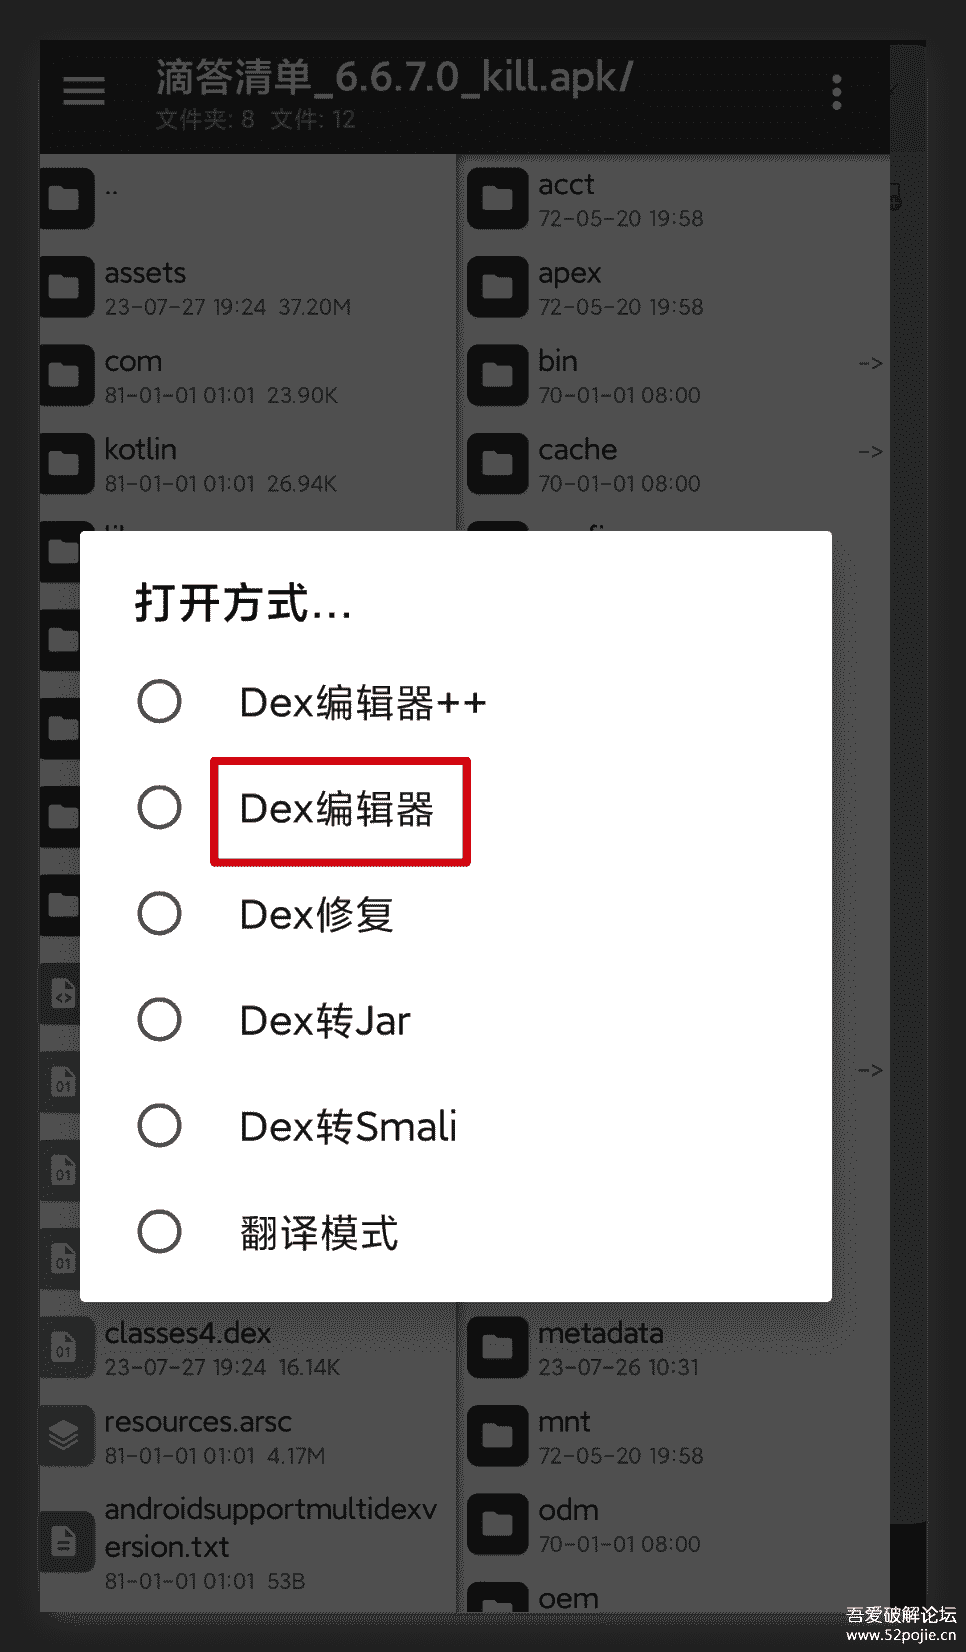 滴答清单_6.6.7.0_kill.apk/
文件夹: 8 文件: 12
..
assets
23-07-27 19:24 37.20M
com
81-01-01 01:01 23.90K
kotlin
81-01-01 01:01 26.94K
acct
72-05-20 19:58
apex
72-05-20 19:58
bin
70-01-01 08:00
->
cache
70-01-01 08:00
->
打开方式...
Dex编辑器++
Dex编辑器
Dex修复
Dex转Jar
Dex转Smali
翻译模式
->
01
01
01
classes4.dex
01
23-07-27 19:24 16.14K
resources.arsc
81-01-01 01:01 4.17M
androidsupportmultidexv
ersion.txt
81-01-01 01:01 53B
metadata
23-07-26 10:31
mnt
72-05-20 19:58
odm
70-01-01 08:00
oem
吾爱破解论坛
www.52pojie.cn